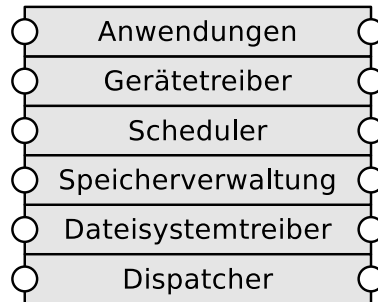 Anwendungen
Gerätetreiber
Scheduler
Speicherverwaltung
Dateisystemtreiber
Dispatcher